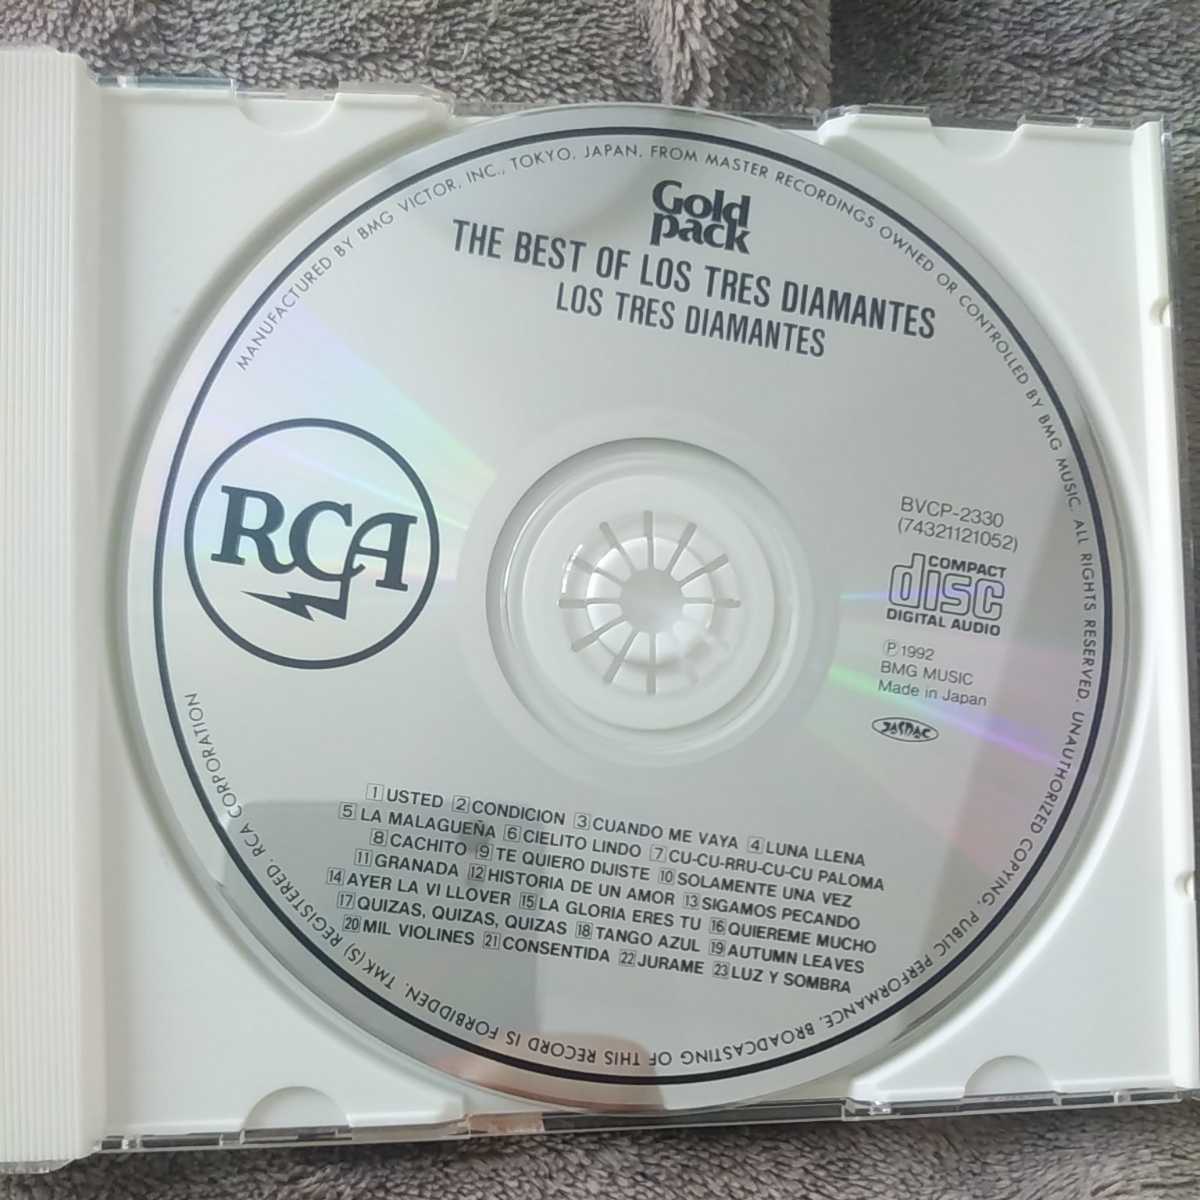 MANUFACTURED BY BMG VICTOR, INC., TOKYO, JAPAN, FROM MASTER RECORDINGS OWNED OR CONTROLLED BY BMG MUSIC. ALL RIGHTS RESERVED. UNAUTHORIZED COPYING, PUBLIC PERFORMANCE, BROADCASTING OF THIS RECORD IS FORBIDDEN. TMK(S) REGISTERED. RCA CORPORATION
Gold
pack
THE BEST OF LOS TRES DIAMANTES
LOS TRES DIAMANTES
RCA
BVCP-2330
(74321121052)
COMPACT
disc
DIGITAL AUDIO
Ⓟ1992
BMG MUSIC
Made in Japan
JASRAC
1 USTED 2 CONDICION 3 CUANDO ME VAYA 4 LUNA LLENA
5 LA MALAGUEÑA 6 CIELITO LINDO 7 CU-CU-RRU-CU-CU PALOMA
8 CACHITO 9 TE QUIERO DIJISTE 10 SOLAMENTE UNA VEZ
11 GRANADA 12 HISTORIA DE UN AMOR 13 SIGAMOS PECANDO
14 AYER LA VI LLOVER 15 LA GLORIA ERES TU 16 QUIEREME MUCHO
17 QUIZAS, QUIZAS, QUIZAS 18 TANGO AZUL 19 AUTUMN LEAVES
20 MIL VIOLINES 21 CONSENTIDA 22 JURAME 23 LUZ Y SOMBRA